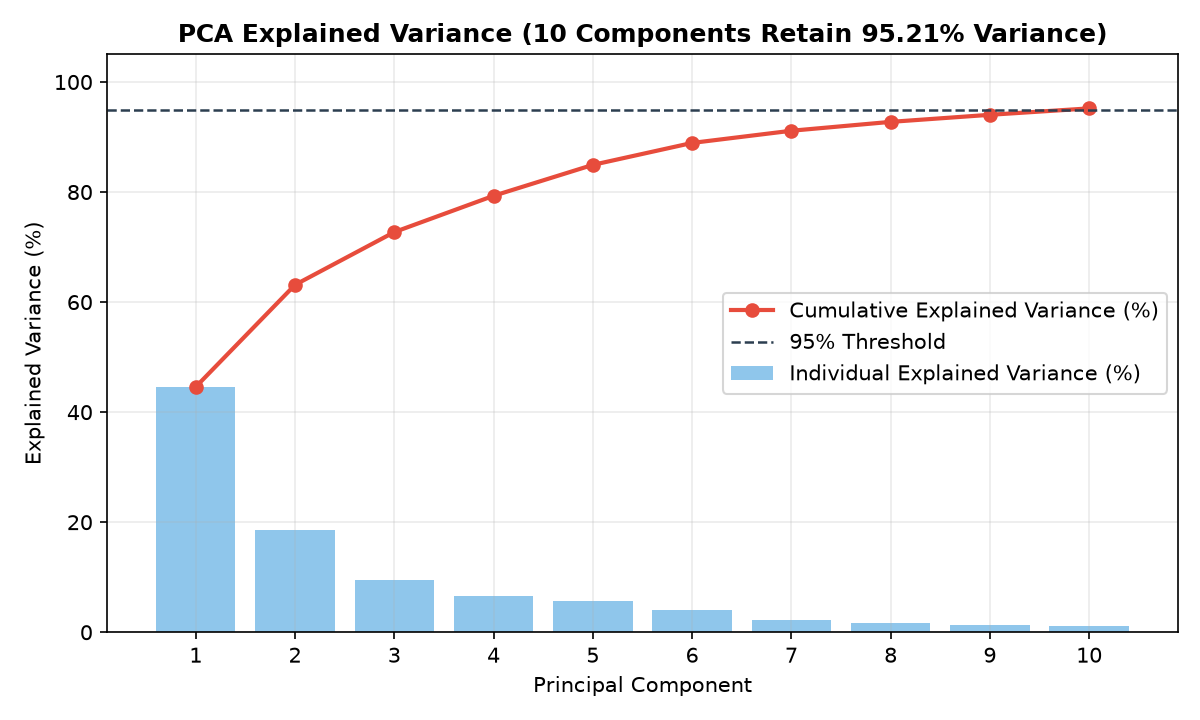 PCA Explained Variance (10 Components Retain 95.21% Variance)
Explained Variance (%)
100
80
60
40
20
0
Cumulative Explained Variance (%)
95% Threshold
Individual Explained Variance (%)
1 2 3 4 5 6 7 8 9 10
Principal Component